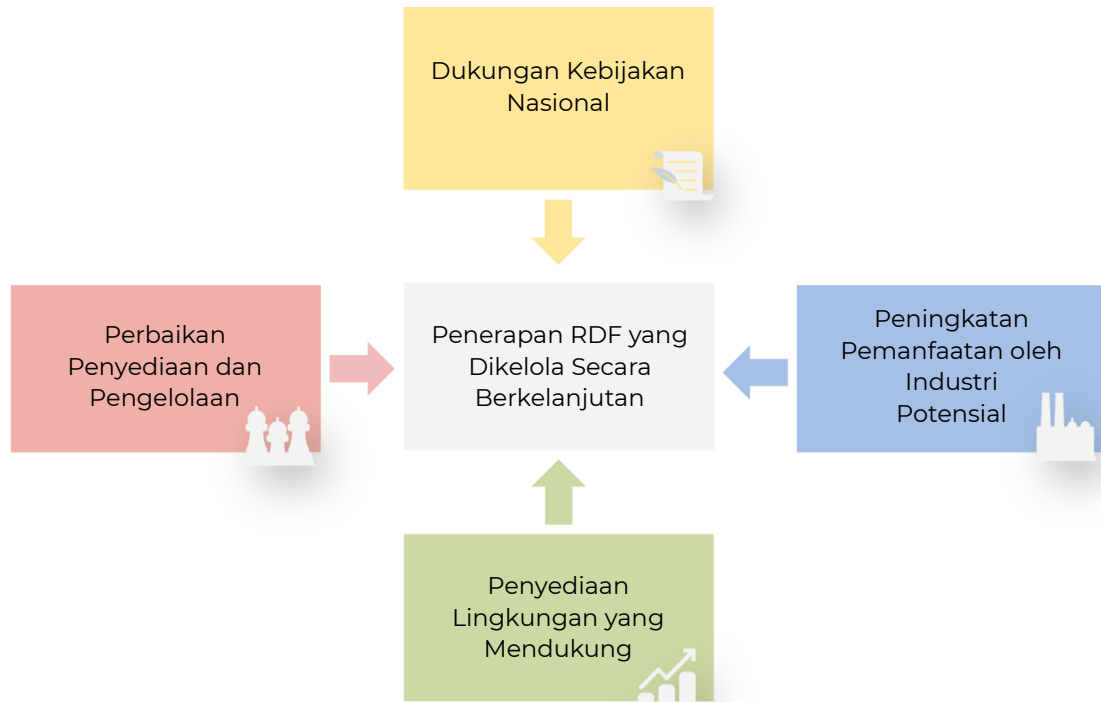 Dukungan Kebijakan
Nasional
Perbaikan
Penyediaan dan
Pengelolaan
Penerapan RDF yang
Dikelola Secara
Berkelanjutan
Peningkatan
Pemanfaatan oleh
Industri
Potensial
Penyediaan
Lingkungan yang
Mendukung